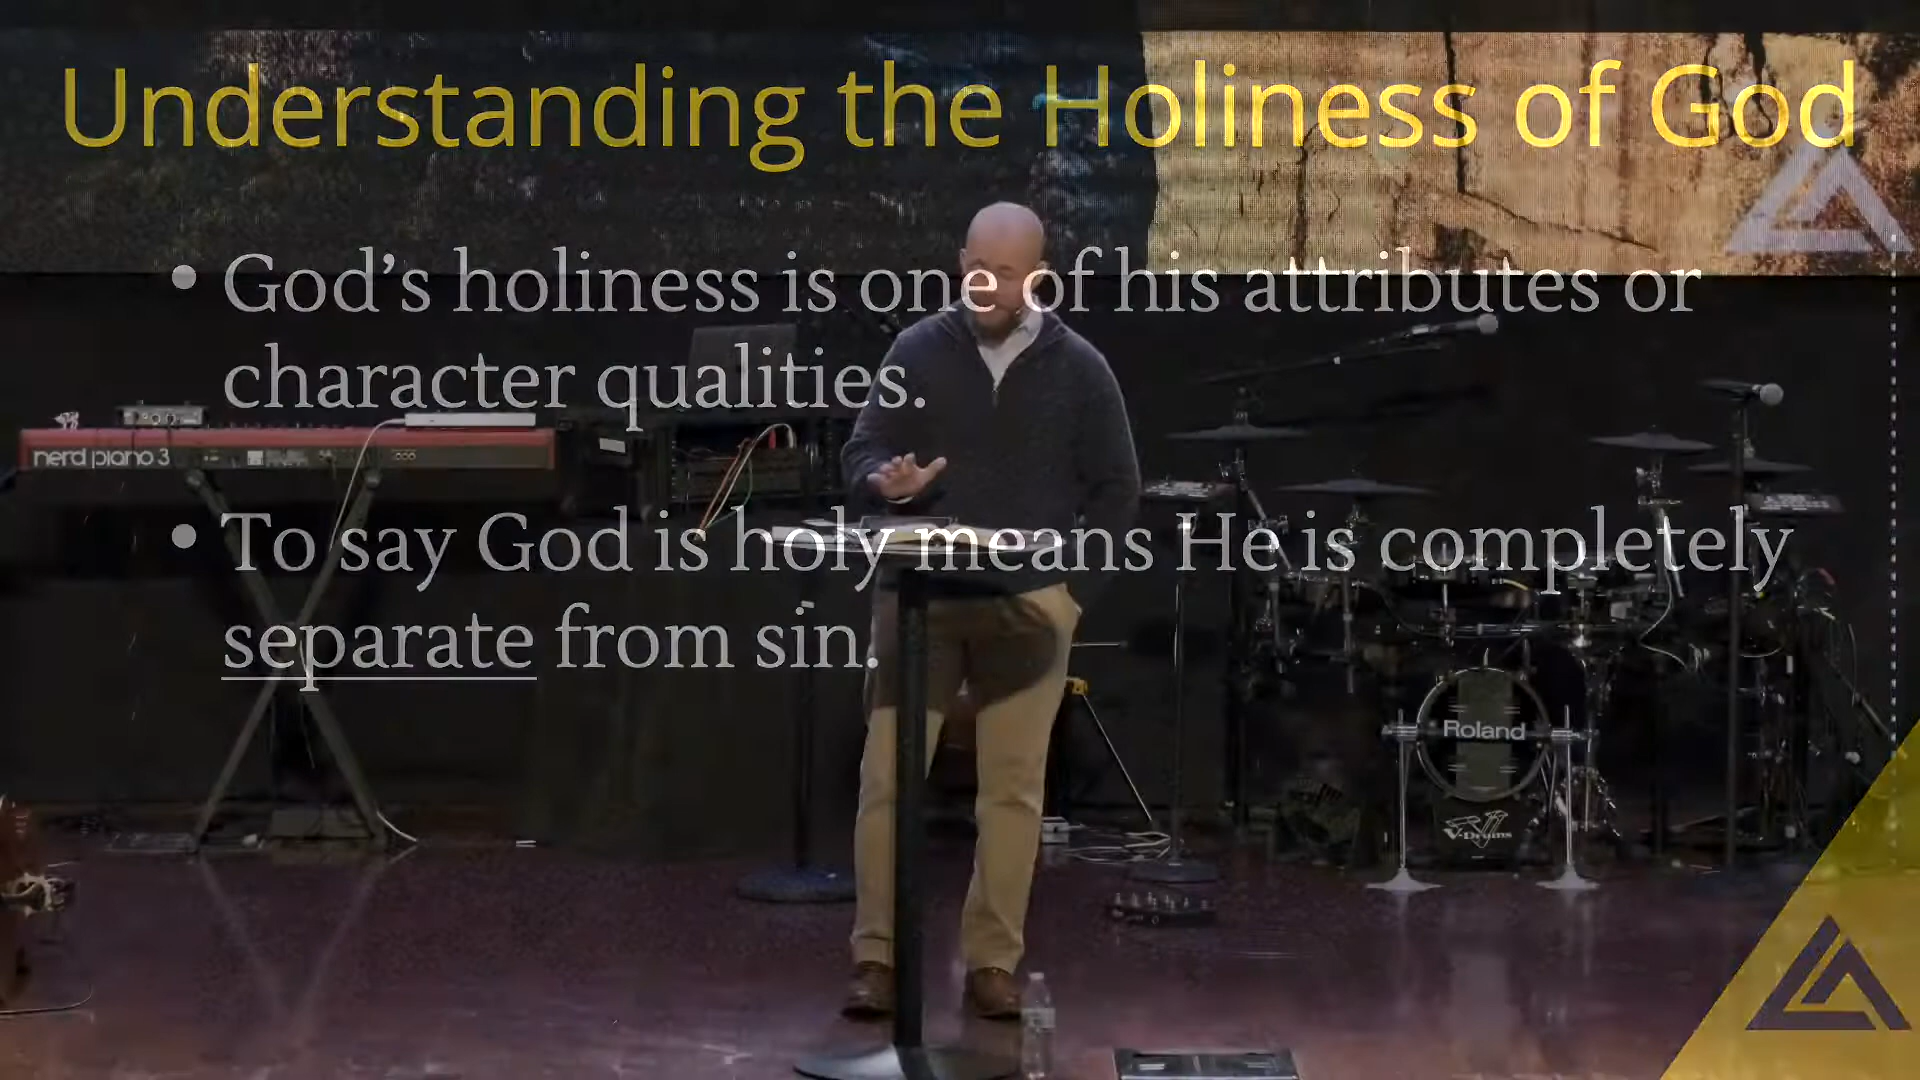 Understanding the Holiness of God
• God’s holiness is one of his attributes or
character qualities.
nord piano 3
• To say God is holy means He is completely
separate from sin.
Roland
V-Drums